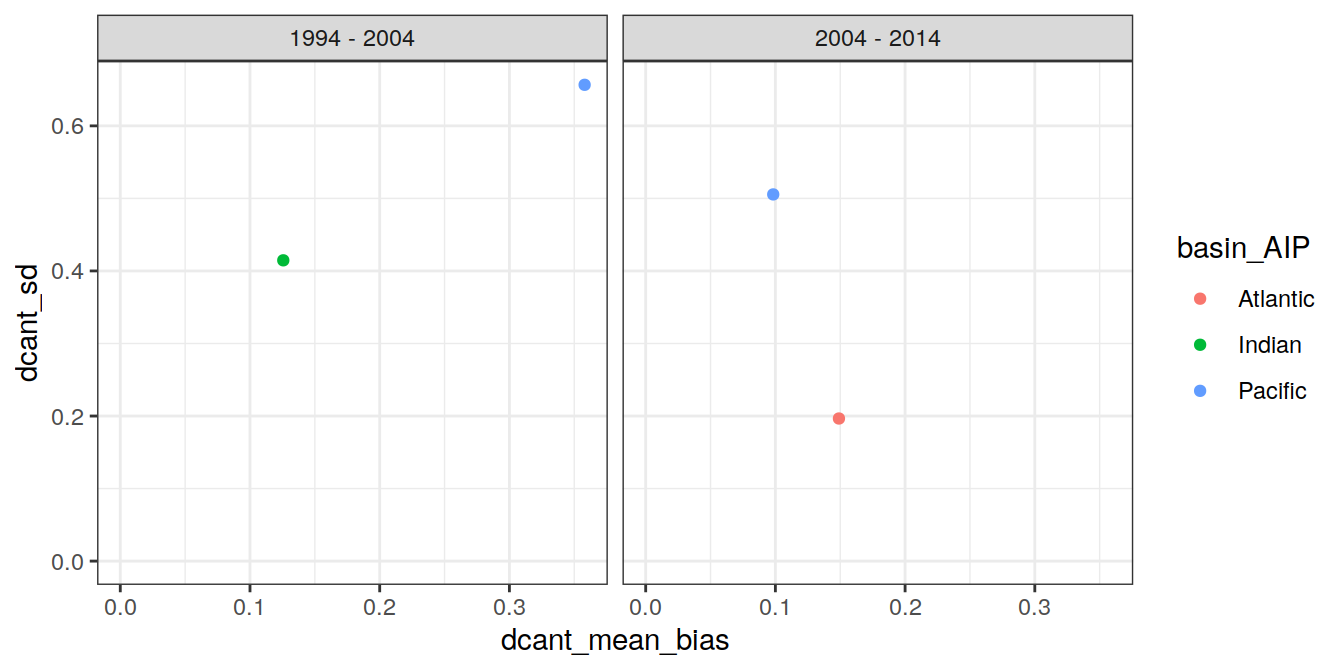 1994 - 2004
2004 - 2014
dcant_sd
0.6
0.4
0.2
0.0
0.0 0.1 0.2 0.3
0.0 0.1 0.2 0.3
dcant_mean_bias
basin_AIP
Atlantic
Indian
Pacific